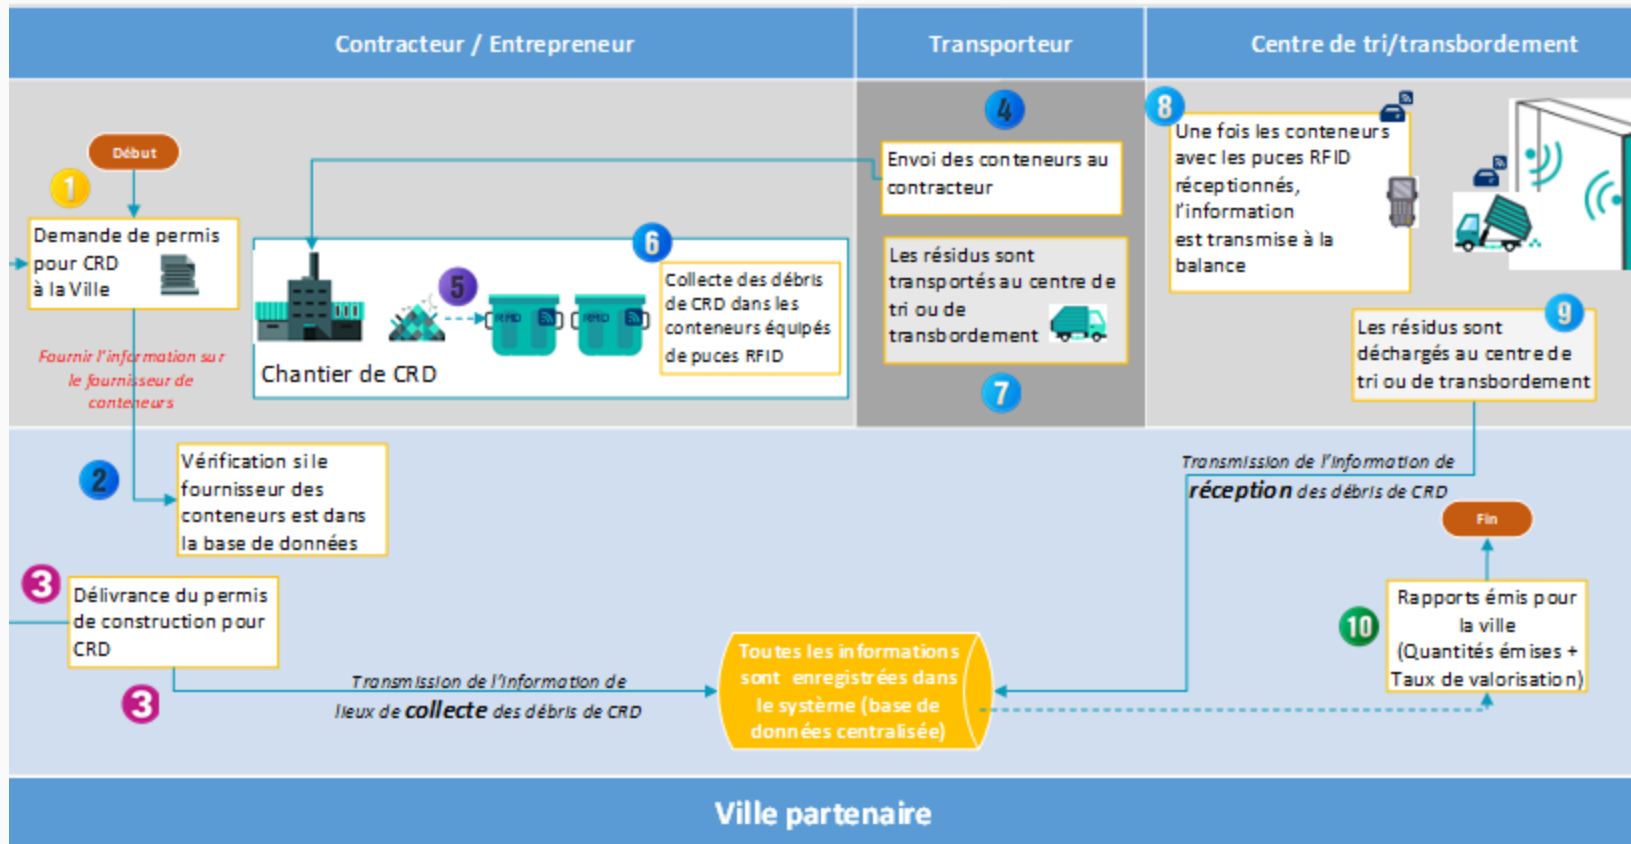 Contracteur / Entrepreneur
Transporteur
Centre de tri/transbordement
Début
1
Demande de permis
pour CRD
à la Ville
Fournir l'information sur
le fournisseur de
conteneurs
Chantier de CRD
5
RFID
RFID
6
Collecte des débris
de CRD dans les
conteneurs équipés
de puces RFID
4
Envoi des conteneurs au
contracteur
Les résidus sont
transportés au centre de
tri ou de
transbordement
7
8
Une fois les conteneurs
avec les puces RFID
réceptionnés,
l'information
est transmise à la
balance
9
Les résidus sont
déchargés au centre de
tri ou de transbordement
2
Vérification si le
fournisseur des
conteneurs est dans
la base de données
3
Délivrance du permis
de construction pour
CRD
3
Transmission de l'information de
lieux de collecte des débris de CRD
Toutes les informations
sont enregistrées dans
le système (base de
données centralisée)
Transmission de l'information de
réception des débris de CRD
Fin
10
Rapports émis pour
la ville
(Quantités émises +
Taux de valorisation)
Ville partenaire